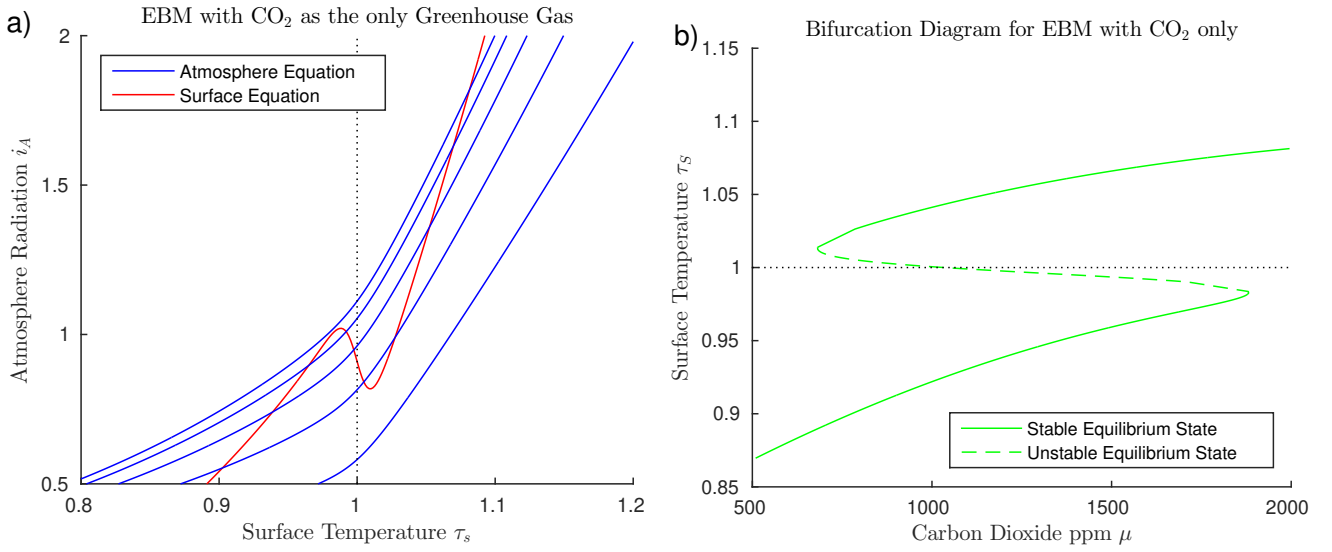 a)
EBM with CO₂ as the only Greenhouse Gas
2
1.5
1
0.5
Atmosphere Radiation i_A
Atmosphere Equation
Surface Equation
0.8 0.9 1 1.1 1.2
Surface Temperature τ_s
b)
Bifurcation Diagram for EBM with CO₂ only
1.15
1.1
1.05
1
0.95
0.9
0.85
Surface Temperature τ_S
Stable Equilibrium State
Unstable Equilibrium State
500 1000 1500 2000
Carbon Dioxide ppm μ